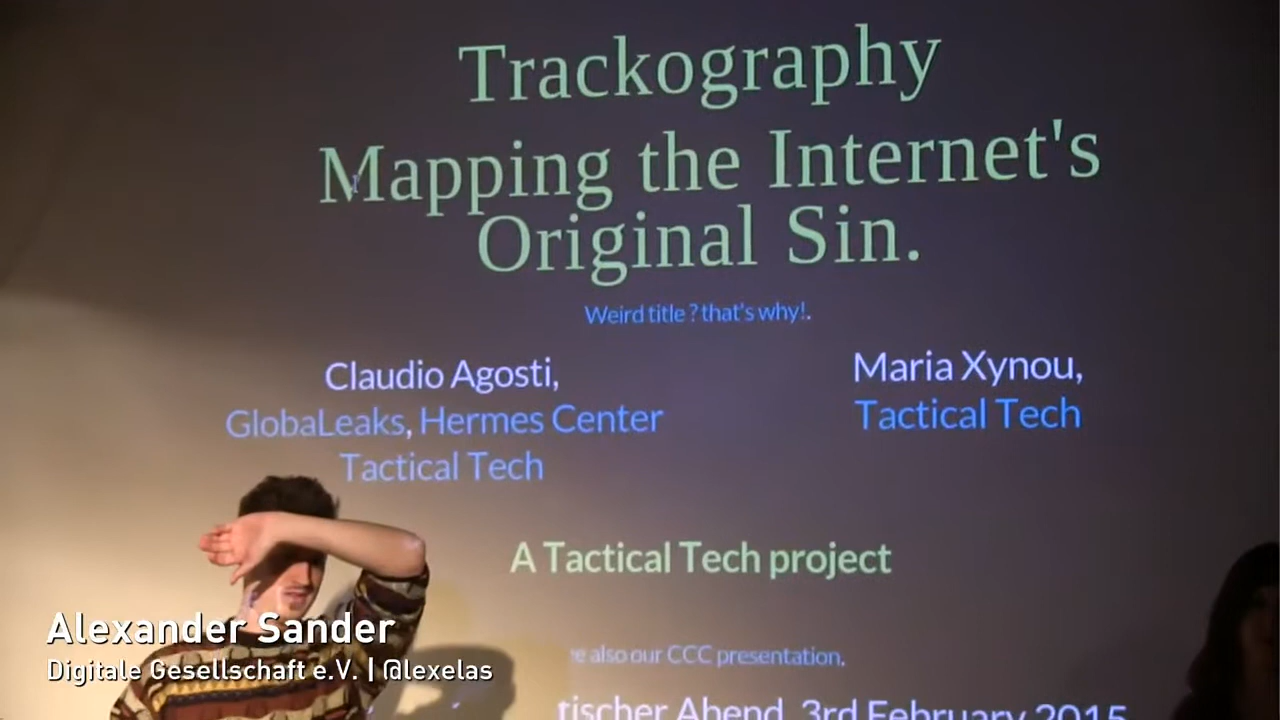 Trackography
Mapping the Internet's
Original Sin.
Weird title ? that's why!.
Claudio Agosti,
GlobaLeaks, Hermes Center
Tactical Tech
Maria Xynou,
Tactical Tech
A Tactical Tech project
also our CCC presentation.
tischer Abend, 3rd February 2015
Alexander Sander
Digitale Gesellschaft e.V. | @lexelas